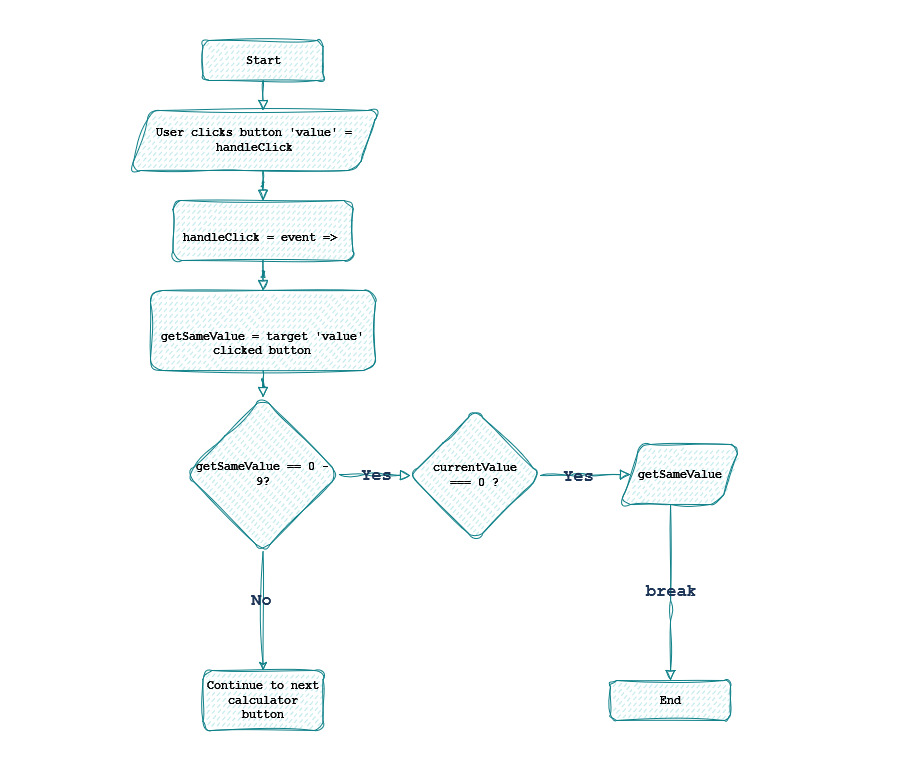 Start
User clicks button 'value' =
handleClick
handleClick = event =>
getSameValue = target 'value'
clicked button
getSameValue == 0 -
9?
Yes
currentValue
=== 0 ?
Yes
getSameValue
No
break
Continue to next
calculator
button
End